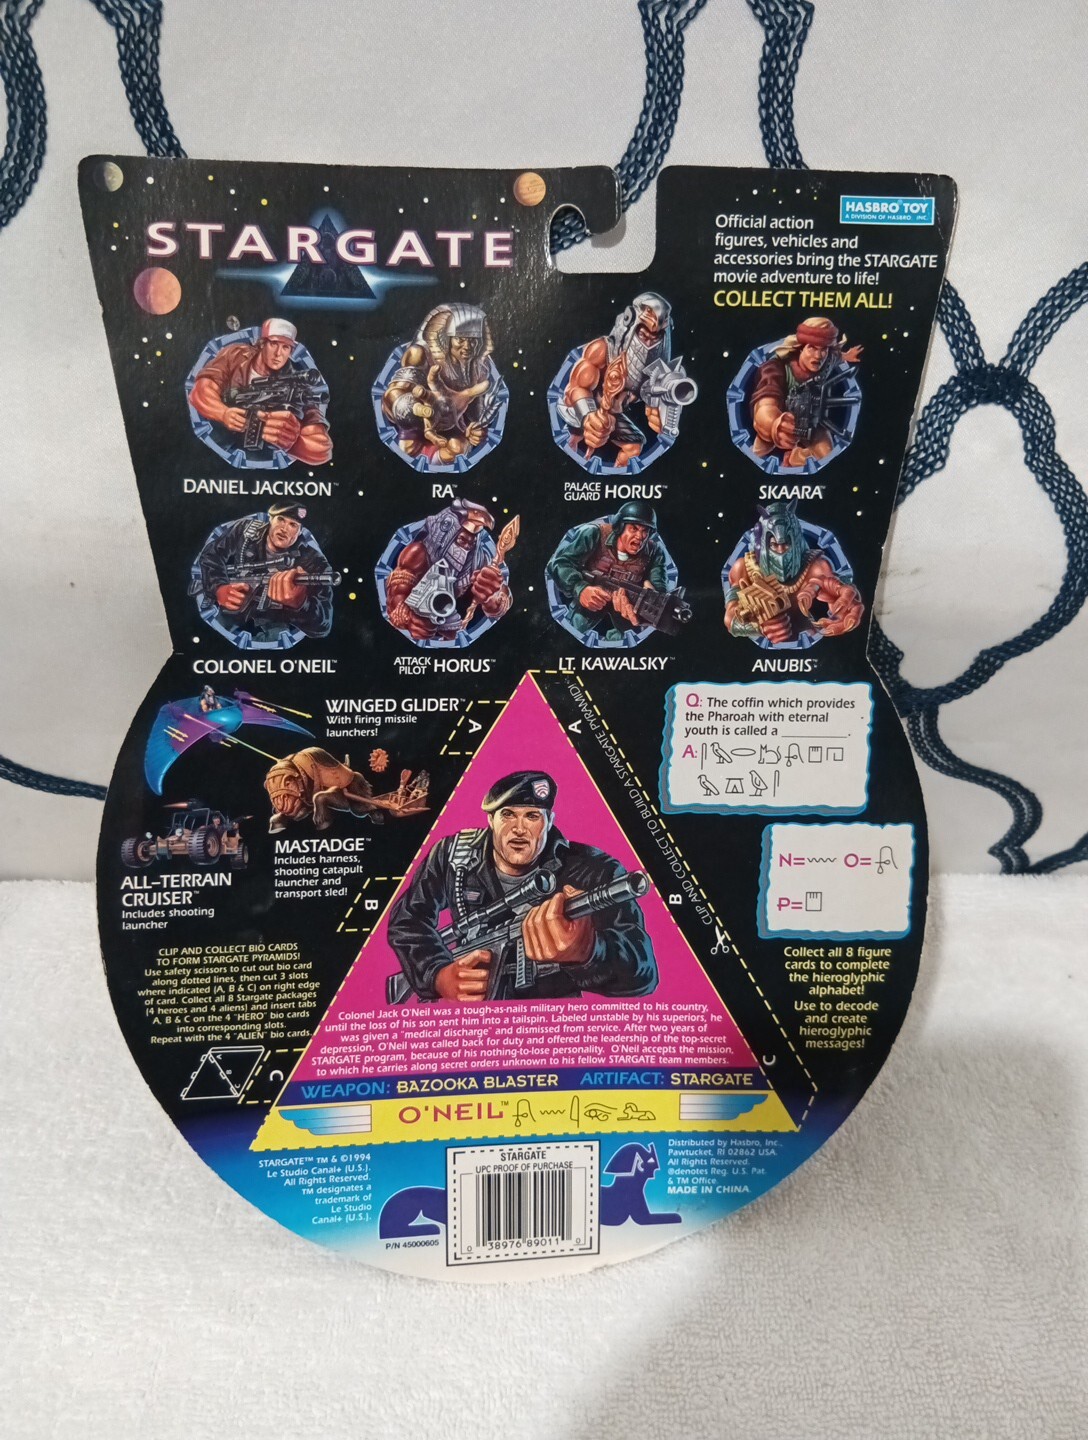 STARGATE™
HASBRO® TOY
A DIVISION OF HASBRO, INC.
Official action
figures, vehicles and
accessories bring the STARGATE
movie adventure to life!
COLLECT THEM ALL!
DANIEL JACKSON™
RA™
PALACE GUARD HORUS™
SKAARA™
COLONEL O'NEIL™
ATTACK PILOT HORUS™
LT. KAWALSKY™
ANUBIS™
WINGED GLIDER™
With firing missile
launchers!
MASTADGE™
Includes harness,
shooting catapult
launcher and
transport sled!
ALL-TERRAIN
CRUISER™
Includes shooting
launcher
CLIP AND COLLECT BIO CARDS
TO FORM STARGATE PYRAMIDS!
Use safety scissors to cut out bio card
along dotted lines, then cut 3 slots
where indicated (A, B & C) on right edge
of card. Collect all 8 Stargate packages
(4 heroes and 4 aliens) and insert tabs
A, B & C on the 4 "HERO" bio cards
into corresponding slots.
Repeat with the 4 "ALIEN" bio cards.
A
B
C
A
B
C
CLIP AND COLLECT TO BUILD A STARGATE PYRAMID!
Q: The coffin which provides
the Pharoah with eternal
youth is called a __________.
A:
N= O=
P=
Collect all 8 figure
cards to complete
the hieroglyphic
alphabet!
Use to decode
and create
hieroglyphic
messages!
Colonel Jack O'Neil was a tough-as-nails military hero committed to his country,
until the loss of his son sent him into a tailspin. Labeled unstable by his superiors, he
was given a "medical discharge" and dismissed from service. After two years of
depression, O'Neil was called back for duty and offered the leadership of the top-secret
STARGATE program, because of his nothing-to-lose personality. O'Neil accepts the mission,
to which he carries along secret orders unknown to his fellow STARGATE team members.
WEAPON: BAZOOKA BLASTER ARTIFACT: STARGATE
O'NEIL™
STARGATE™ TM & ©1994
Le Studio Canal+ (U.S.).
All Rights Reserved.
TM designates a
trademark of
Le Studio
Canal+ (U.S.).
P/N 45000605
STARGATE
UPC PROOF OF PURCHASE
0 38976 89011 0
Distributed by Hasbro, Inc.,
Pawtucket, RI 02862 USA.
All Rights Reserved.
®denotes Reg. U.S. Pat.
& TM Office.
MADE IN CHINA.